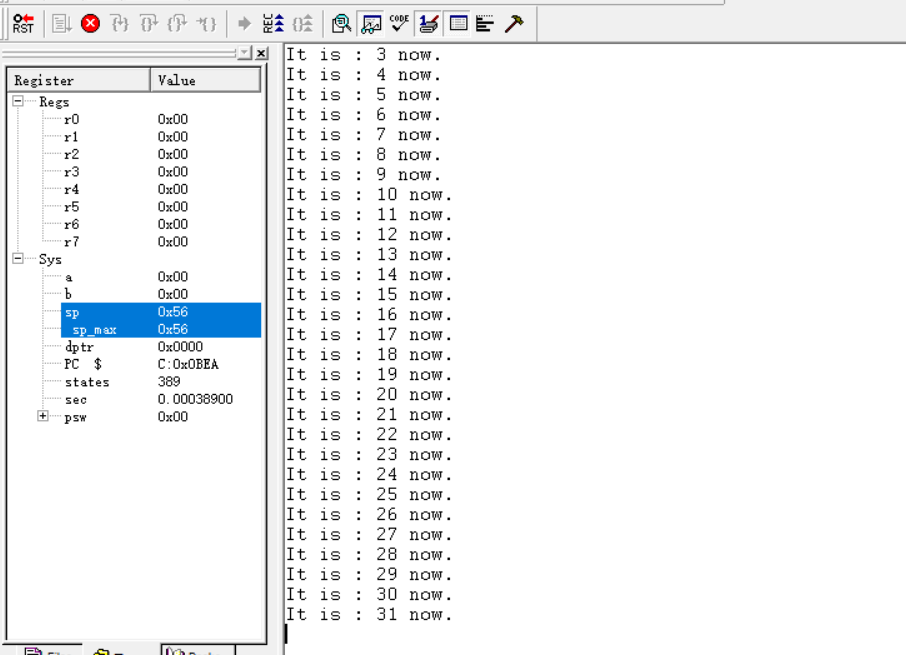 RST
CODE
Register Value
Regs
r0 0x00
r1 0x00
r2 0x00
r3 0x00
r4 0x00
r5 0x00
r6 0x00
r7 0x00
Sys
a 0x00
b 0x00
sp 0x56
sp_max 0x56
dptr 0x0000
PC $ C:0x0BEA
states 389
sec 0.00038900
psw 0x00
It is : 3 now.
It is : 4 now.
It is : 5 now.
It is : 6 now.
It is : 7 now.
It is : 8 now.
It is : 9 now.
It is : 10 now.
It is : 11 now.
It is : 12 now.
It is : 13 now.
It is : 14 now.
It is : 15 now.
It is : 16 now.
It is : 17 now.
It is : 18 now.
It is : 19 now.
It is : 20 now.
It is : 21 now.
It is : 22 now.
It is : 23 now.
It is : 24 now.
It is : 25 now.
It is : 26 now.
It is : 27 now.
It is : 28 now.
It is : 29 now.
It is : 30 now.
It is : 31 now.